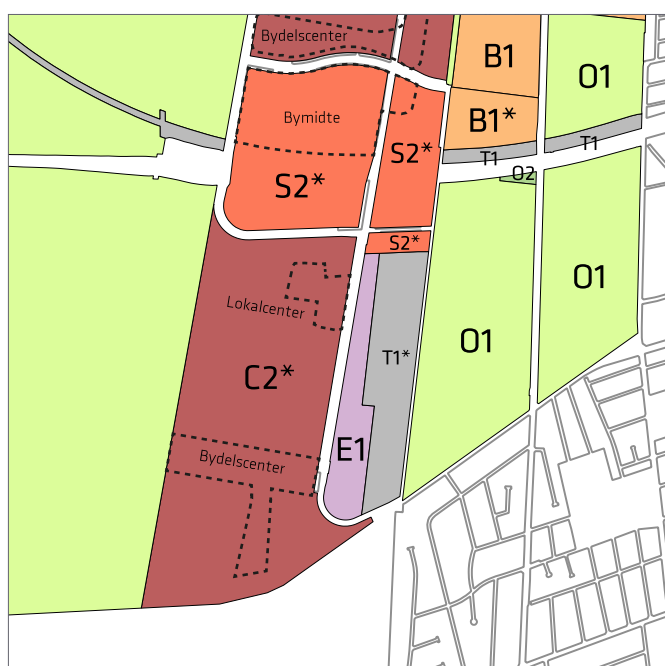 Bydelscenter
B1
O1
Bymidte
B1*
T1
S2*
T1
O2
S2*
S2*
O1
Lokalcenter
O1
T1*
C2*
E1
Bydelscenter